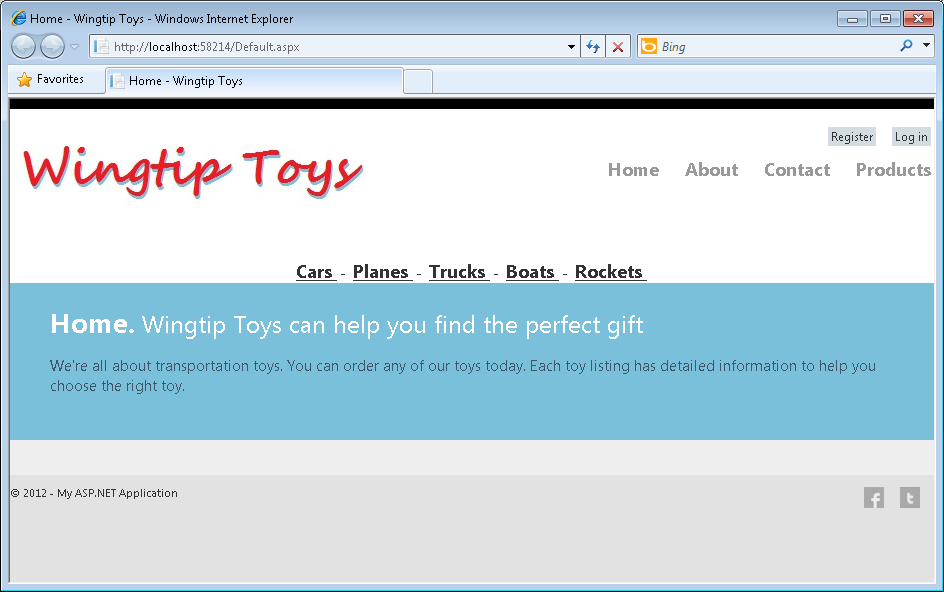 Home - Wingtip Toys - Windows Internet Explorer
http://localhost:58214/Default.aspx
Bing
Favorites
Home - Wingtip Toys
Register Log in
Wingtip Toys
Home About Contact Products
Cars - Planes - Trucks - Boats - Rockets
Home. Wingtip Toys can help you find the perfect gift
We're all about transportation toys. You can order any of our toys today. Each toy listing has detailed information to help you
choose the right toy.
© 2012 - My ASP.NET Application